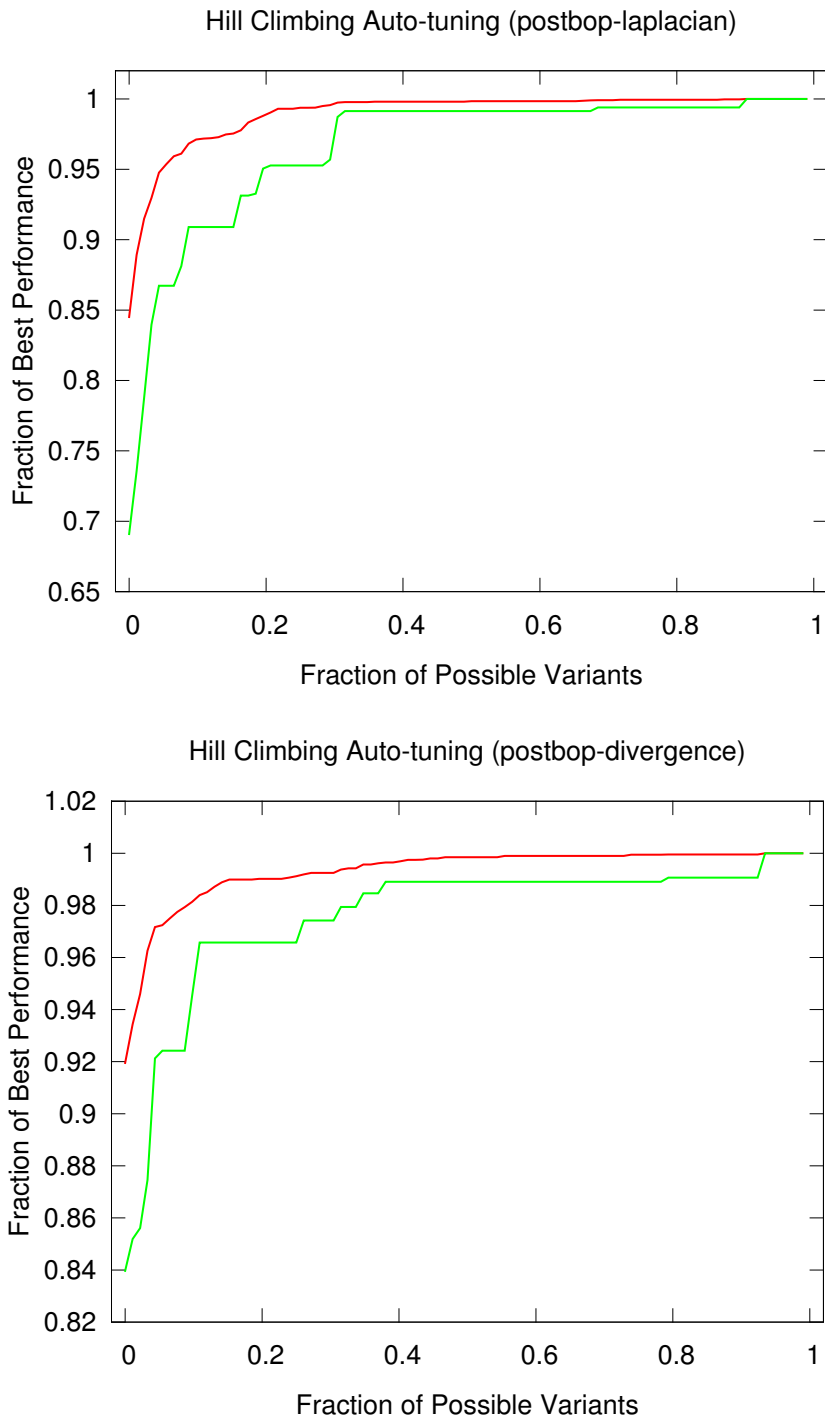 Hill Climbing Auto-tuning (postbop-laplacian)
1
0.95
0.9
0.85
0.8
0.75
0.7
0.65
Fraction of Best Performance
0 0.2 0.4 0.6 0.8 1
Fraction of Possible Variants
Hill Climbing Auto-tuning (postbop-divergence)
1.02
1
0.98
0.96
0.94
0.92
0.9
0.88
0.86
0.84
0.82
Fraction of Best Performance
0 0.2 0.4 0.6 0.8 1
Fraction of Possible Variants